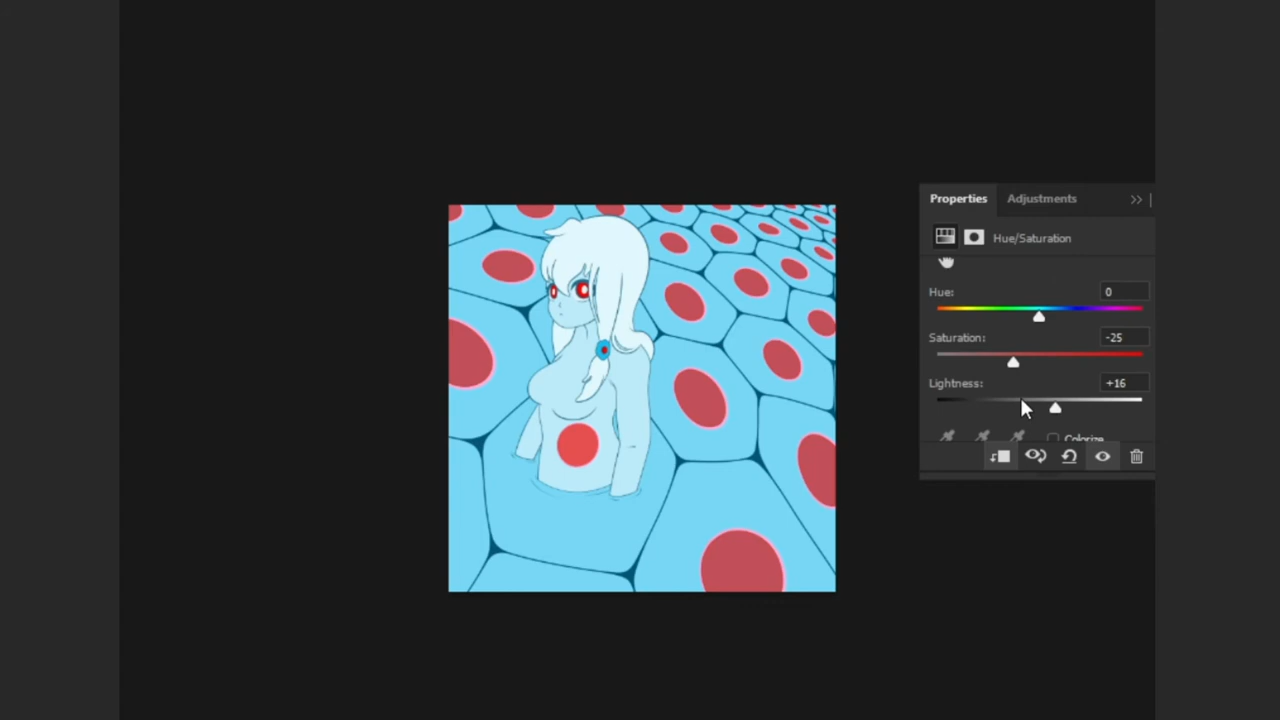 Properties Adjustments
Hue/Saturation
Hue: 0
Saturation: -25
Lightness: +16
Colorize